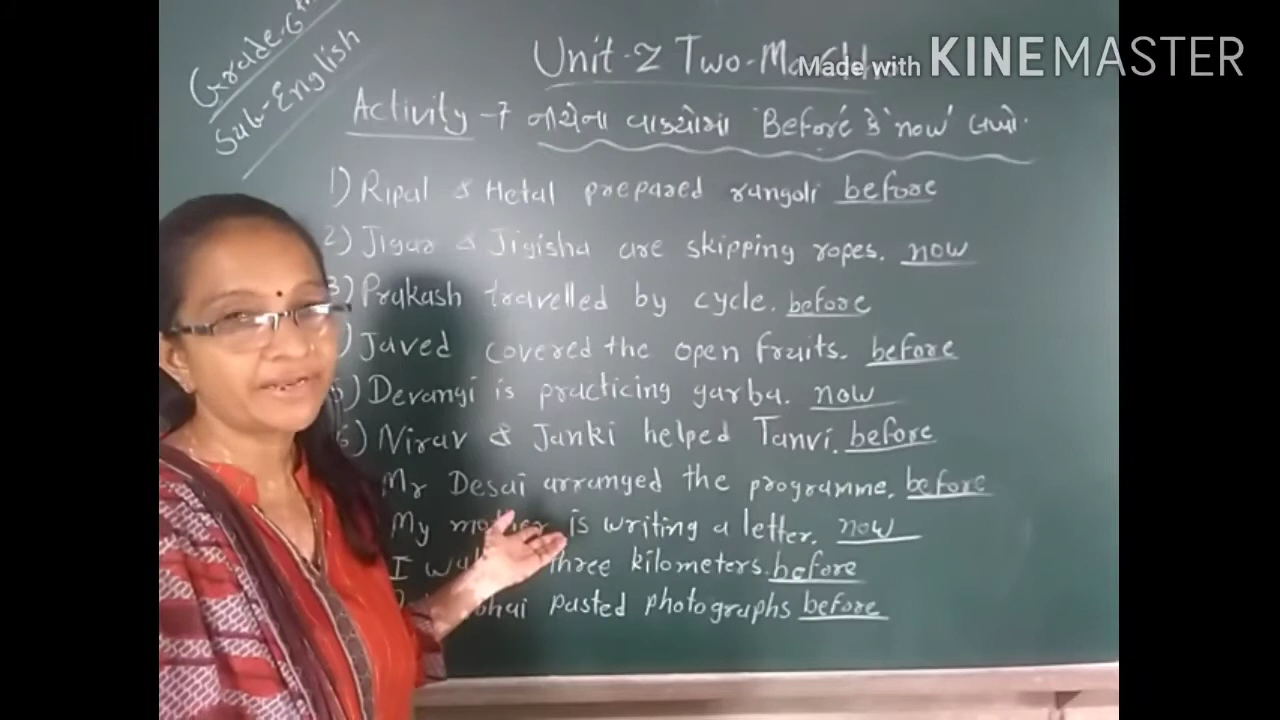 Grade-6th
Sub-English
Unit-2 Two-
Made with KINEMASTER
Activity-7 નીચેના વાક્યોમાં 'Before' કે 'now' લખો.
1) Ripal & Hetal prepared rangoli before
2) Jigar & Jigisha are skipping ropes. now
3) Prakash travelled by cycle. before
) Javed covered the open fruits. before
5) Devangi is practicing garba. now
6) Nirav & Janki helped Tanvi. before
Mr Desai arranged the programme. before
My mother is writing a letter. now
I three kilometers. before
pasted photographs before